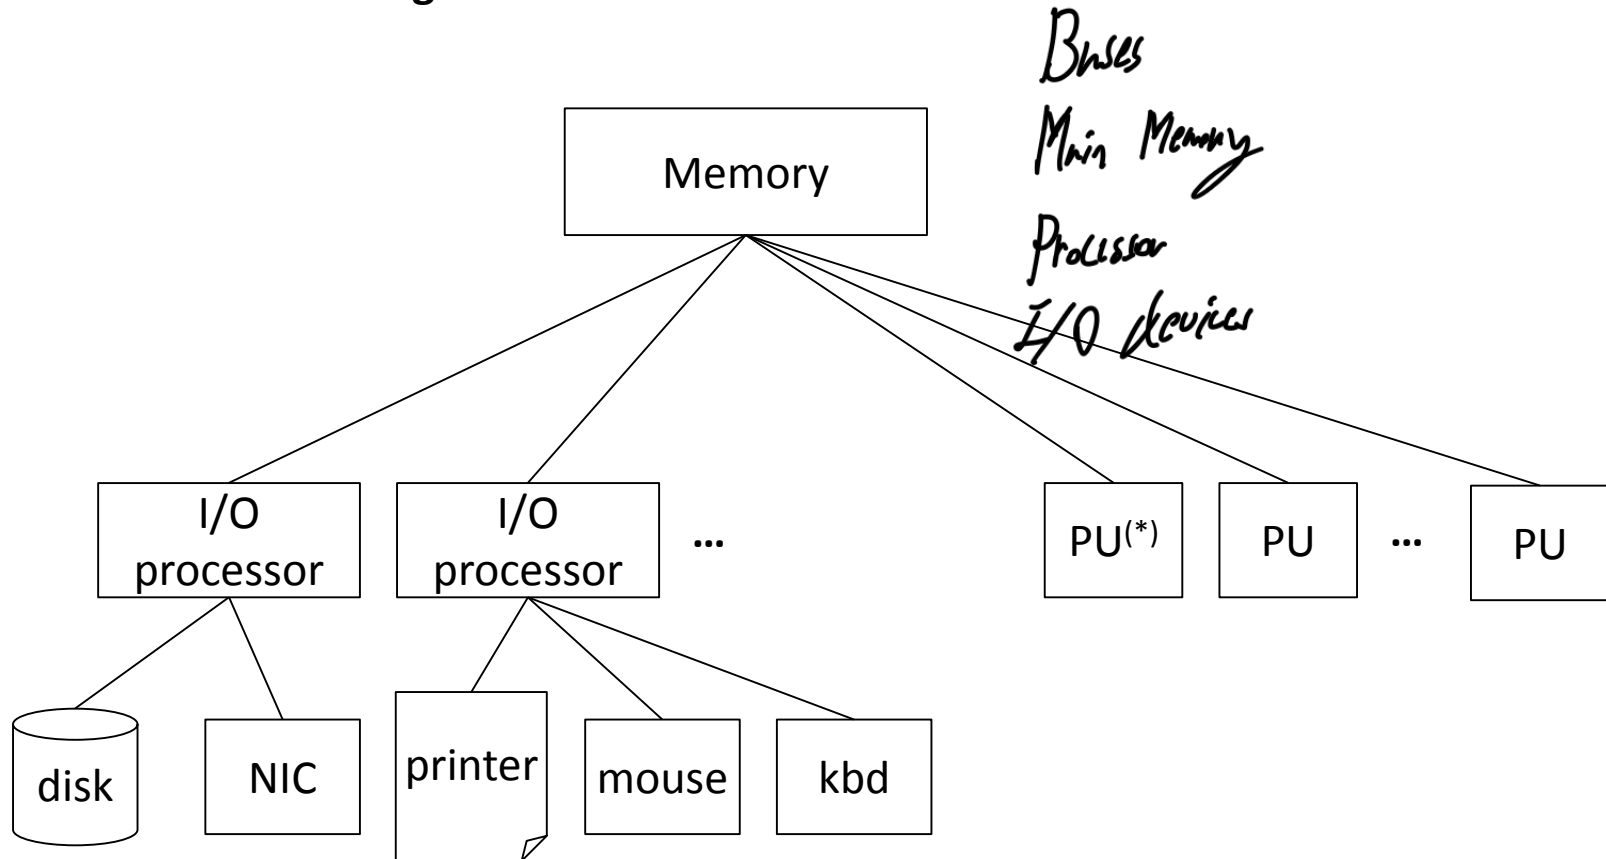 Buses
Main Memory
Memory
Processor
I/O devices
I/O processor
I/O processor
...
PU(*)
PU
...
PU
disk
NIC
printer
mouse
kbd